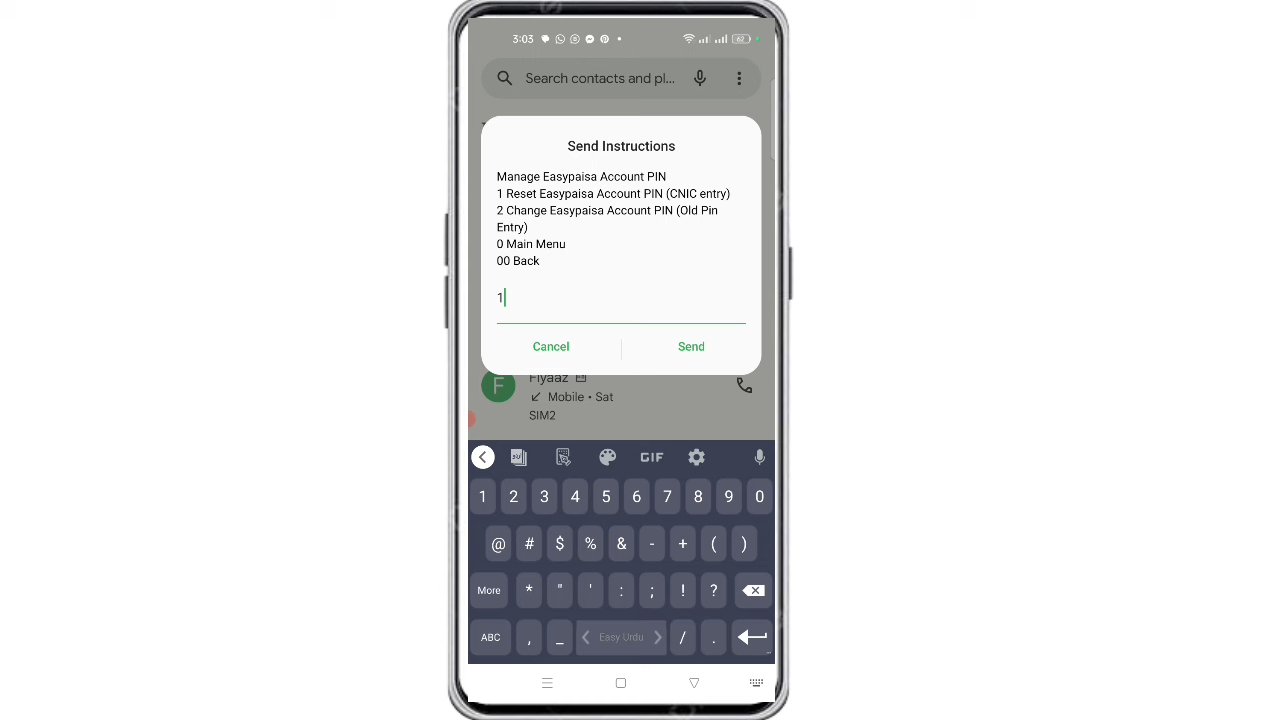 3:03
62
Search contacts and pl...
Send Instructions
Manage Easypaisa Account PIN
1 Reset Easypaisa Account PIN (CNIC entry)
2 Change Easypaisa Account PIN (Old Pin
Entry)
0 Main Menu
00 Back
1
Cancel
Send
F
Fiyaaz
Mobile • Sat
SIM2
GIF
1 2 3 4 5 6 7 8 9 0
@ # $ % & - + ( )
More * " ' : ; ! ?
ABC , _ Easy Urdu / .